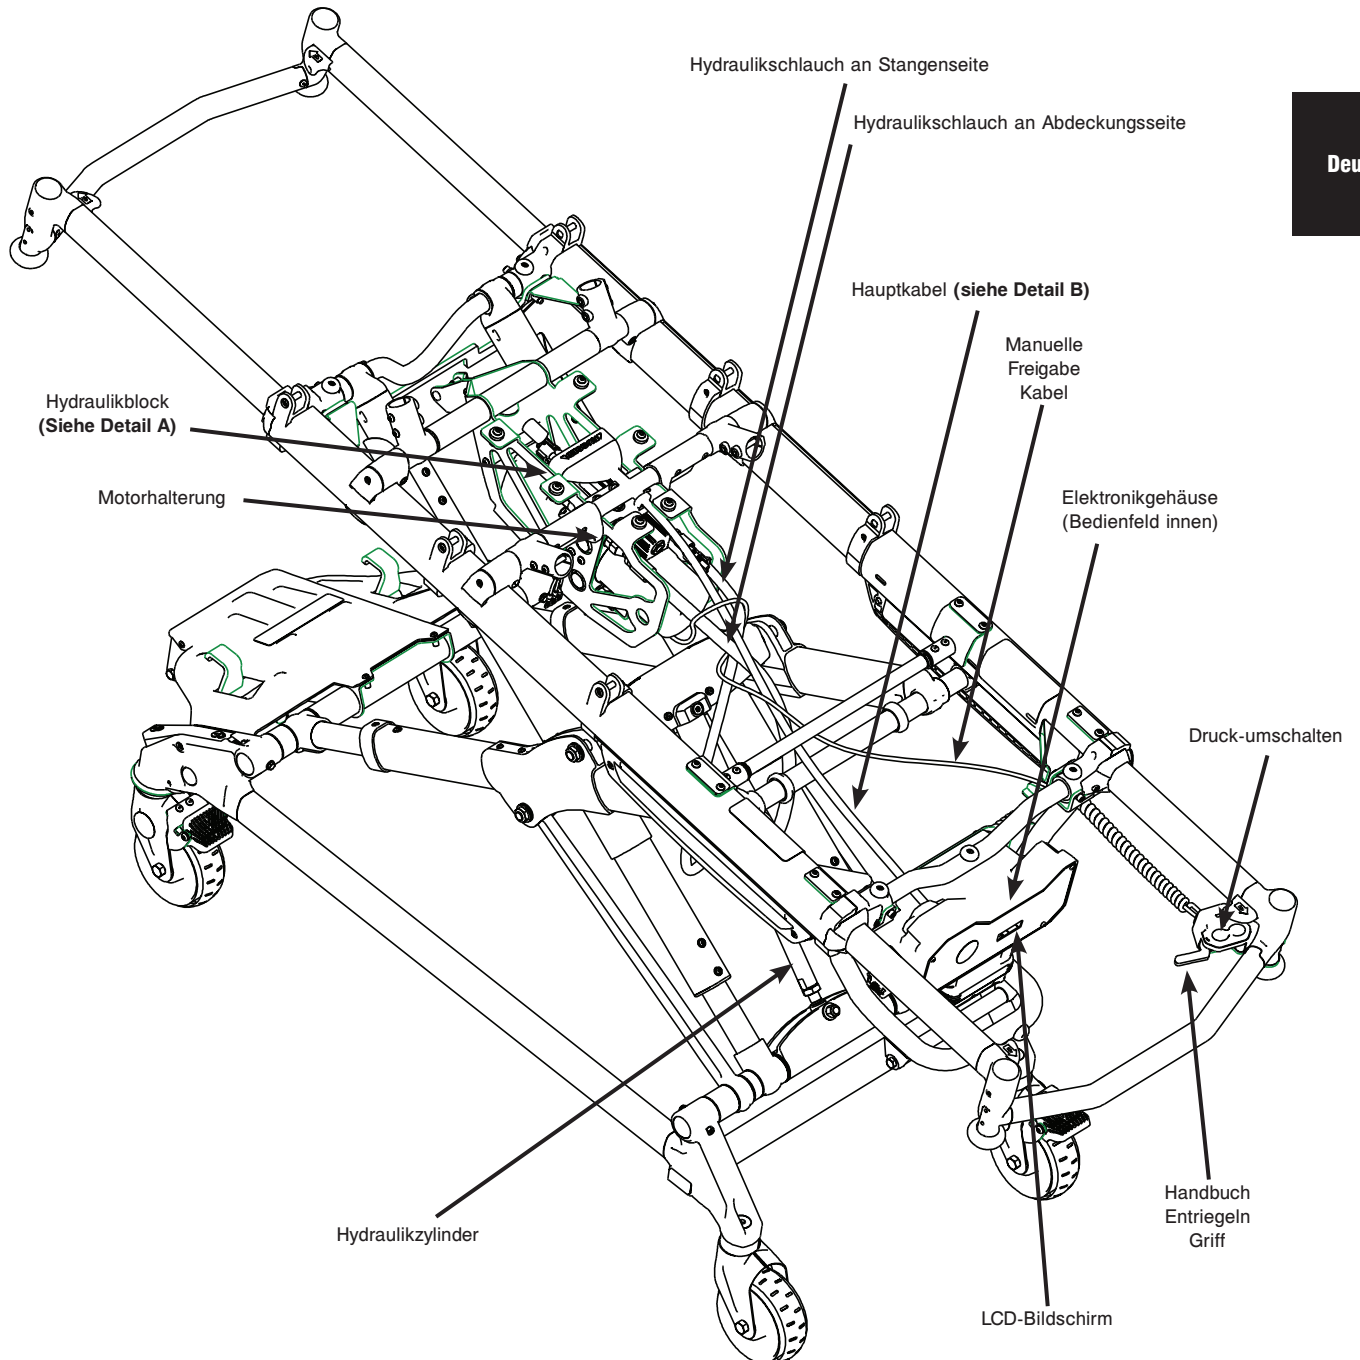 Hydraulikschlauch an Stangenseite
Hydraulikschlauch an Abdeckungsseite
Deu
Hauptkabel (siehe Detail B)
Manuelle
Freigabe
Kabel
Hydraulikblock
(Siehe Detail A)
Motorhalterung
Elektronikgehäuse
(Bedienfeld innen)
Druck-umschalten
Handbuch
Entriegeln
Griff
Hydraulikzylinder
LCD-Bildschirm